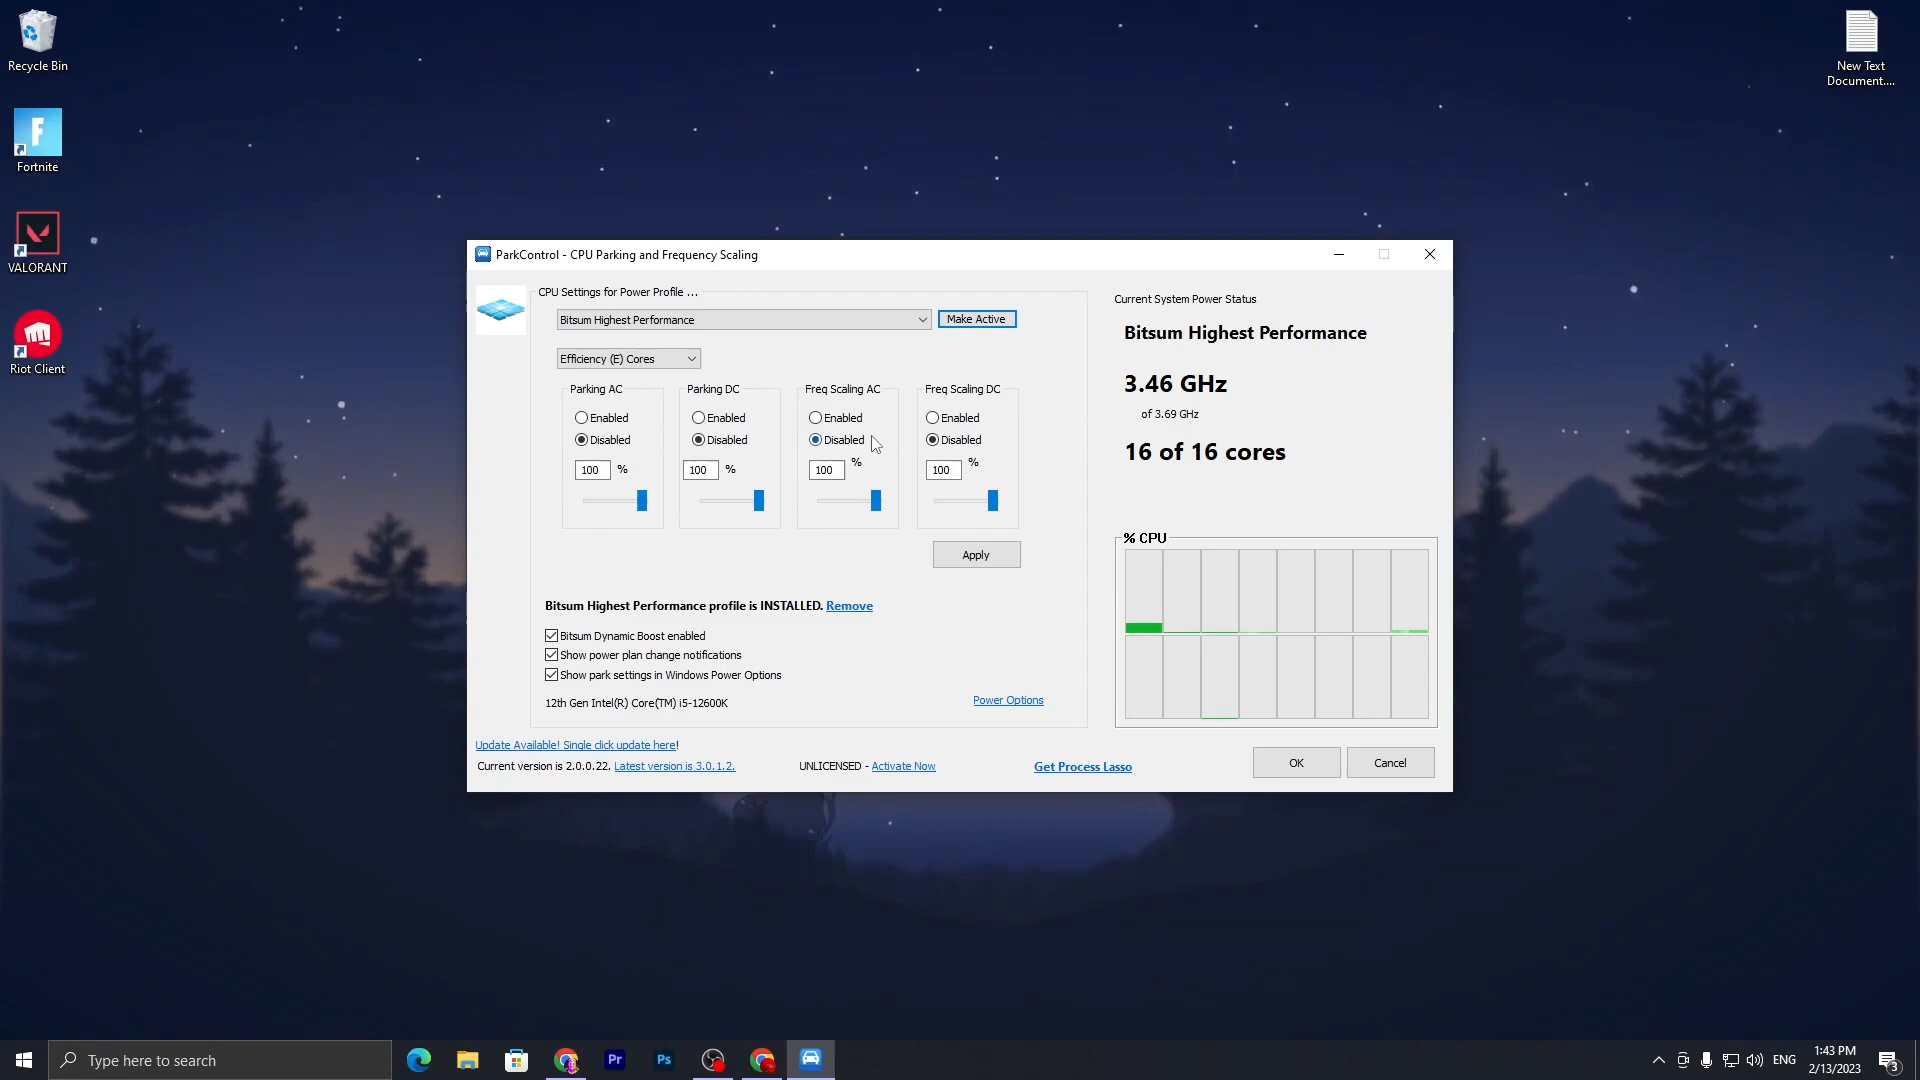 Recycle Bin
Fortnite
VALORANT
Riot Client
New Text
Document....
ParkControl - CPU Parking and Frequency Scaling
CPU Settings for Power Profile ...
Bitsum Highest Performance
Make Active
Efficiency (E) Cores
Parking AC
Parking DC
Freq Scaling AC
Freq Scaling DC
Enabled
Enabled
Enabled
Enabled
Disabled
Disabled
Disabled
Disabled
100 %
100 %
100 %
100 %
Apply
Bitsum Highest Performance profile is INSTALLED. Remove
Bitsum Dynamic Boost enabled
Show power plan change notifications
Show park settings in Windows Power Options
12th Gen Intel(R) Core(TM) i5-12600K
Power Options
Update Available! Single click update here!
Current version is 2.0.0.22. Latest version is 3.0.1.2.
UNLICENSED - Activate Now
Get Process Lasso
Current System Power Status
Bitsum Highest Performance
3.46 GHz
of 3.69 GHz
16 of 16 cores
% CPU
OK
Cancel
Type here to search
Pr
Ps
ENG
1:43 PM
2/13/2023
3